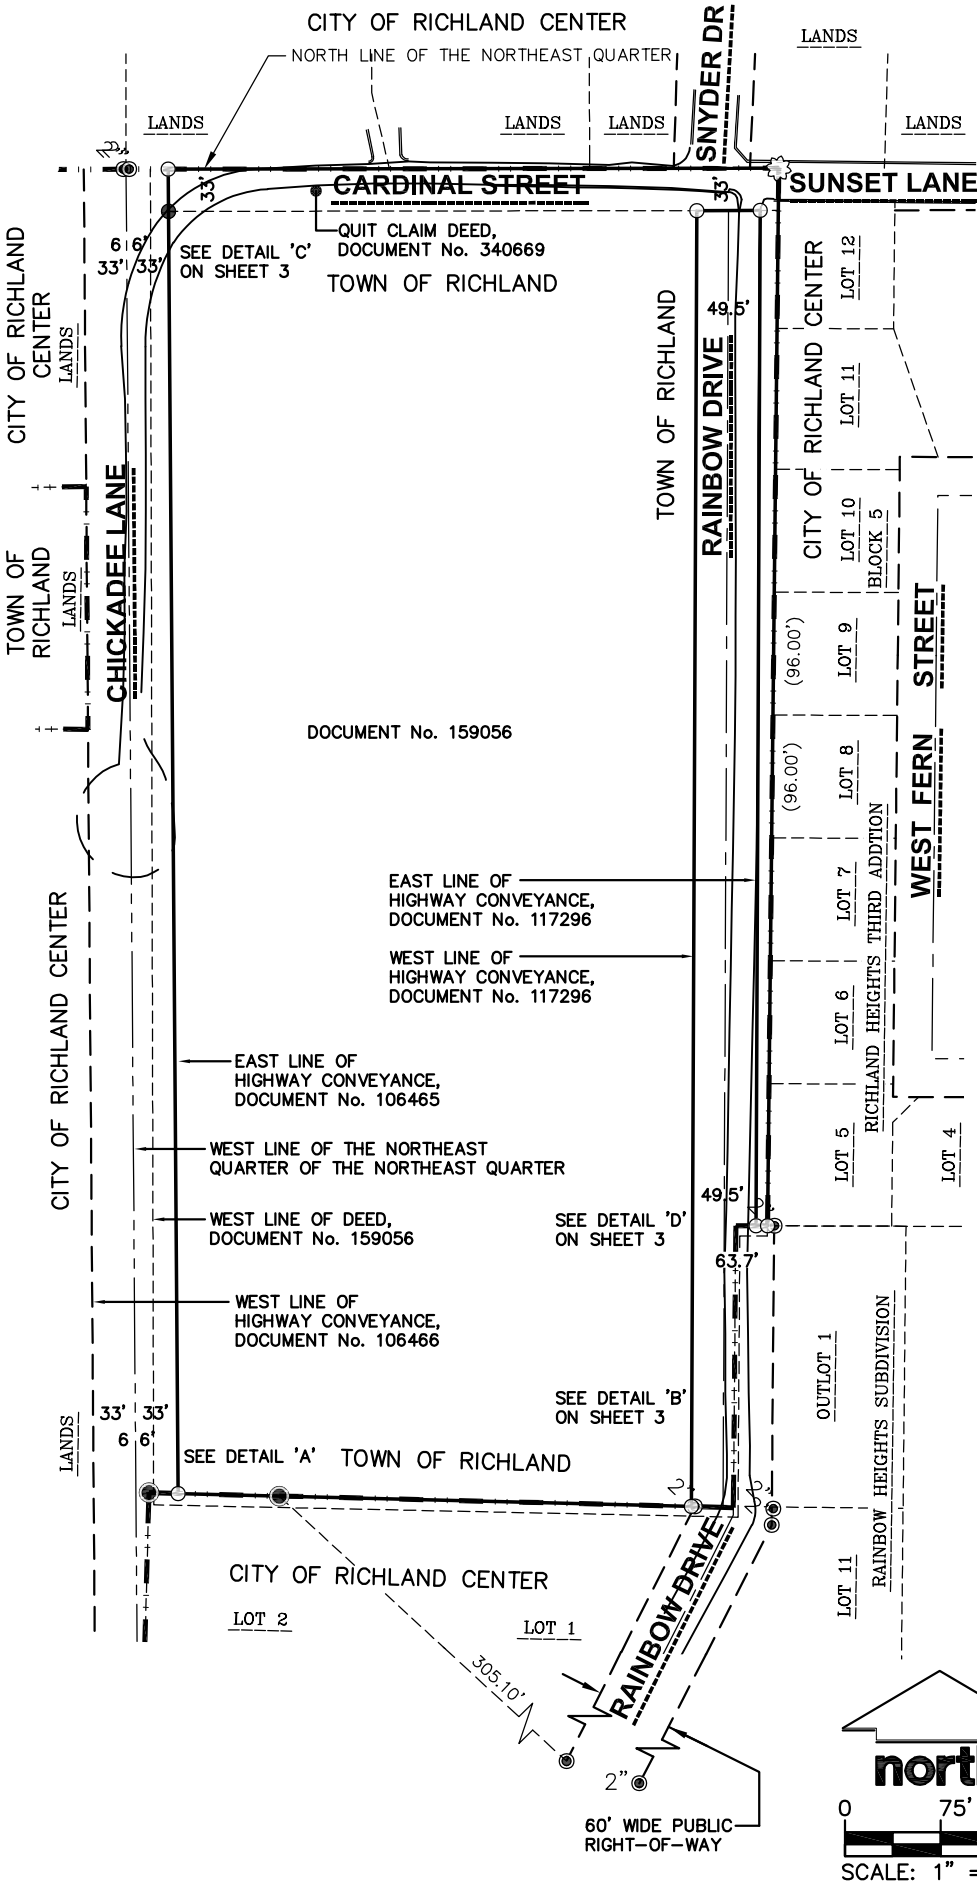 CITY OF RICHLAND CENTER
NORTH LINE OF THE NORTHEAST QUARTER
SNYDER DR
LANDS
LANDS
LANDS
LANDS
LANDS
33'
CARDINAL STREET
33'
SUNSET LANE
QUIT CLAIM DEED,
DOCUMENT No. 340669
6 6'
33' 33'
SEE DETAIL 'C'
ON SHEET 3
TOWN OF RICHLAND
CITY OF RICHLAND
CENTER
LANDS
49.5'
TOWN OF RICHLAND
RAINBOW DRIVE
CITY OF RICHLAND CENTER
LOT 12
LOT 11
LOT 10
BLOCK 5
LOT 9
(96.00')
LOT 8
(96.00')
LOT 7
LOT 6
LOT 5
LOT 4
RICHLAND HEIGHTS THIRD ADDTION
WEST FERN STREET
TOWN OF
RICHLAND
LANDS
CHICKADEE LANE
DOCUMENT No. 159056
EAST LINE OF
HIGHWAY CONVEYANCE,
DOCUMENT No. 117296
WEST LINE OF
HIGHWAY CONVEYANCE,
DOCUMENT No. 117296
CITY OF RICHLAND CENTER
EAST LINE OF
HIGHWAY CONVEYANCE,
DOCUMENT No. 106465
WEST LINE OF THE NORTHEAST
QUARTER OF THE NORTHEAST QUARTER
WEST LINE OF DEED,
DOCUMENT No. 159056
49.5'
2'
SEE DETAIL 'D'
ON SHEET 3
63.7'
WEST LINE OF
HIGHWAY CONVEYANCE,
DOCUMENT No. 106466
OUTLOT 1
RAINBOW HEIGHTS SUBDIVISION
SEE DETAIL 'B'
ON SHEET 3
LANDS
33' 33'
6 6'
SEE DETAIL 'A'
TOWN OF RICHLAND
2'
2'
CITY OF RICHLAND CENTER
LOT 2
LOT 1
LOT 11
RAINBOW DRIVE
305.10'
2"
60' WIDE PUBLIC
RIGHT-OF-WAY
nort
0 75'
SCALE: 1" =